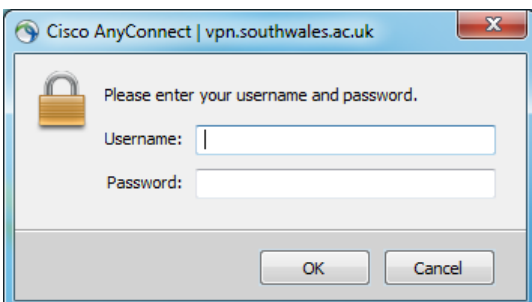 Cisco AnyConnect | vpn.southwales.ac.uk
Please enter your username and password.
Username:
Password:
OK Cancel